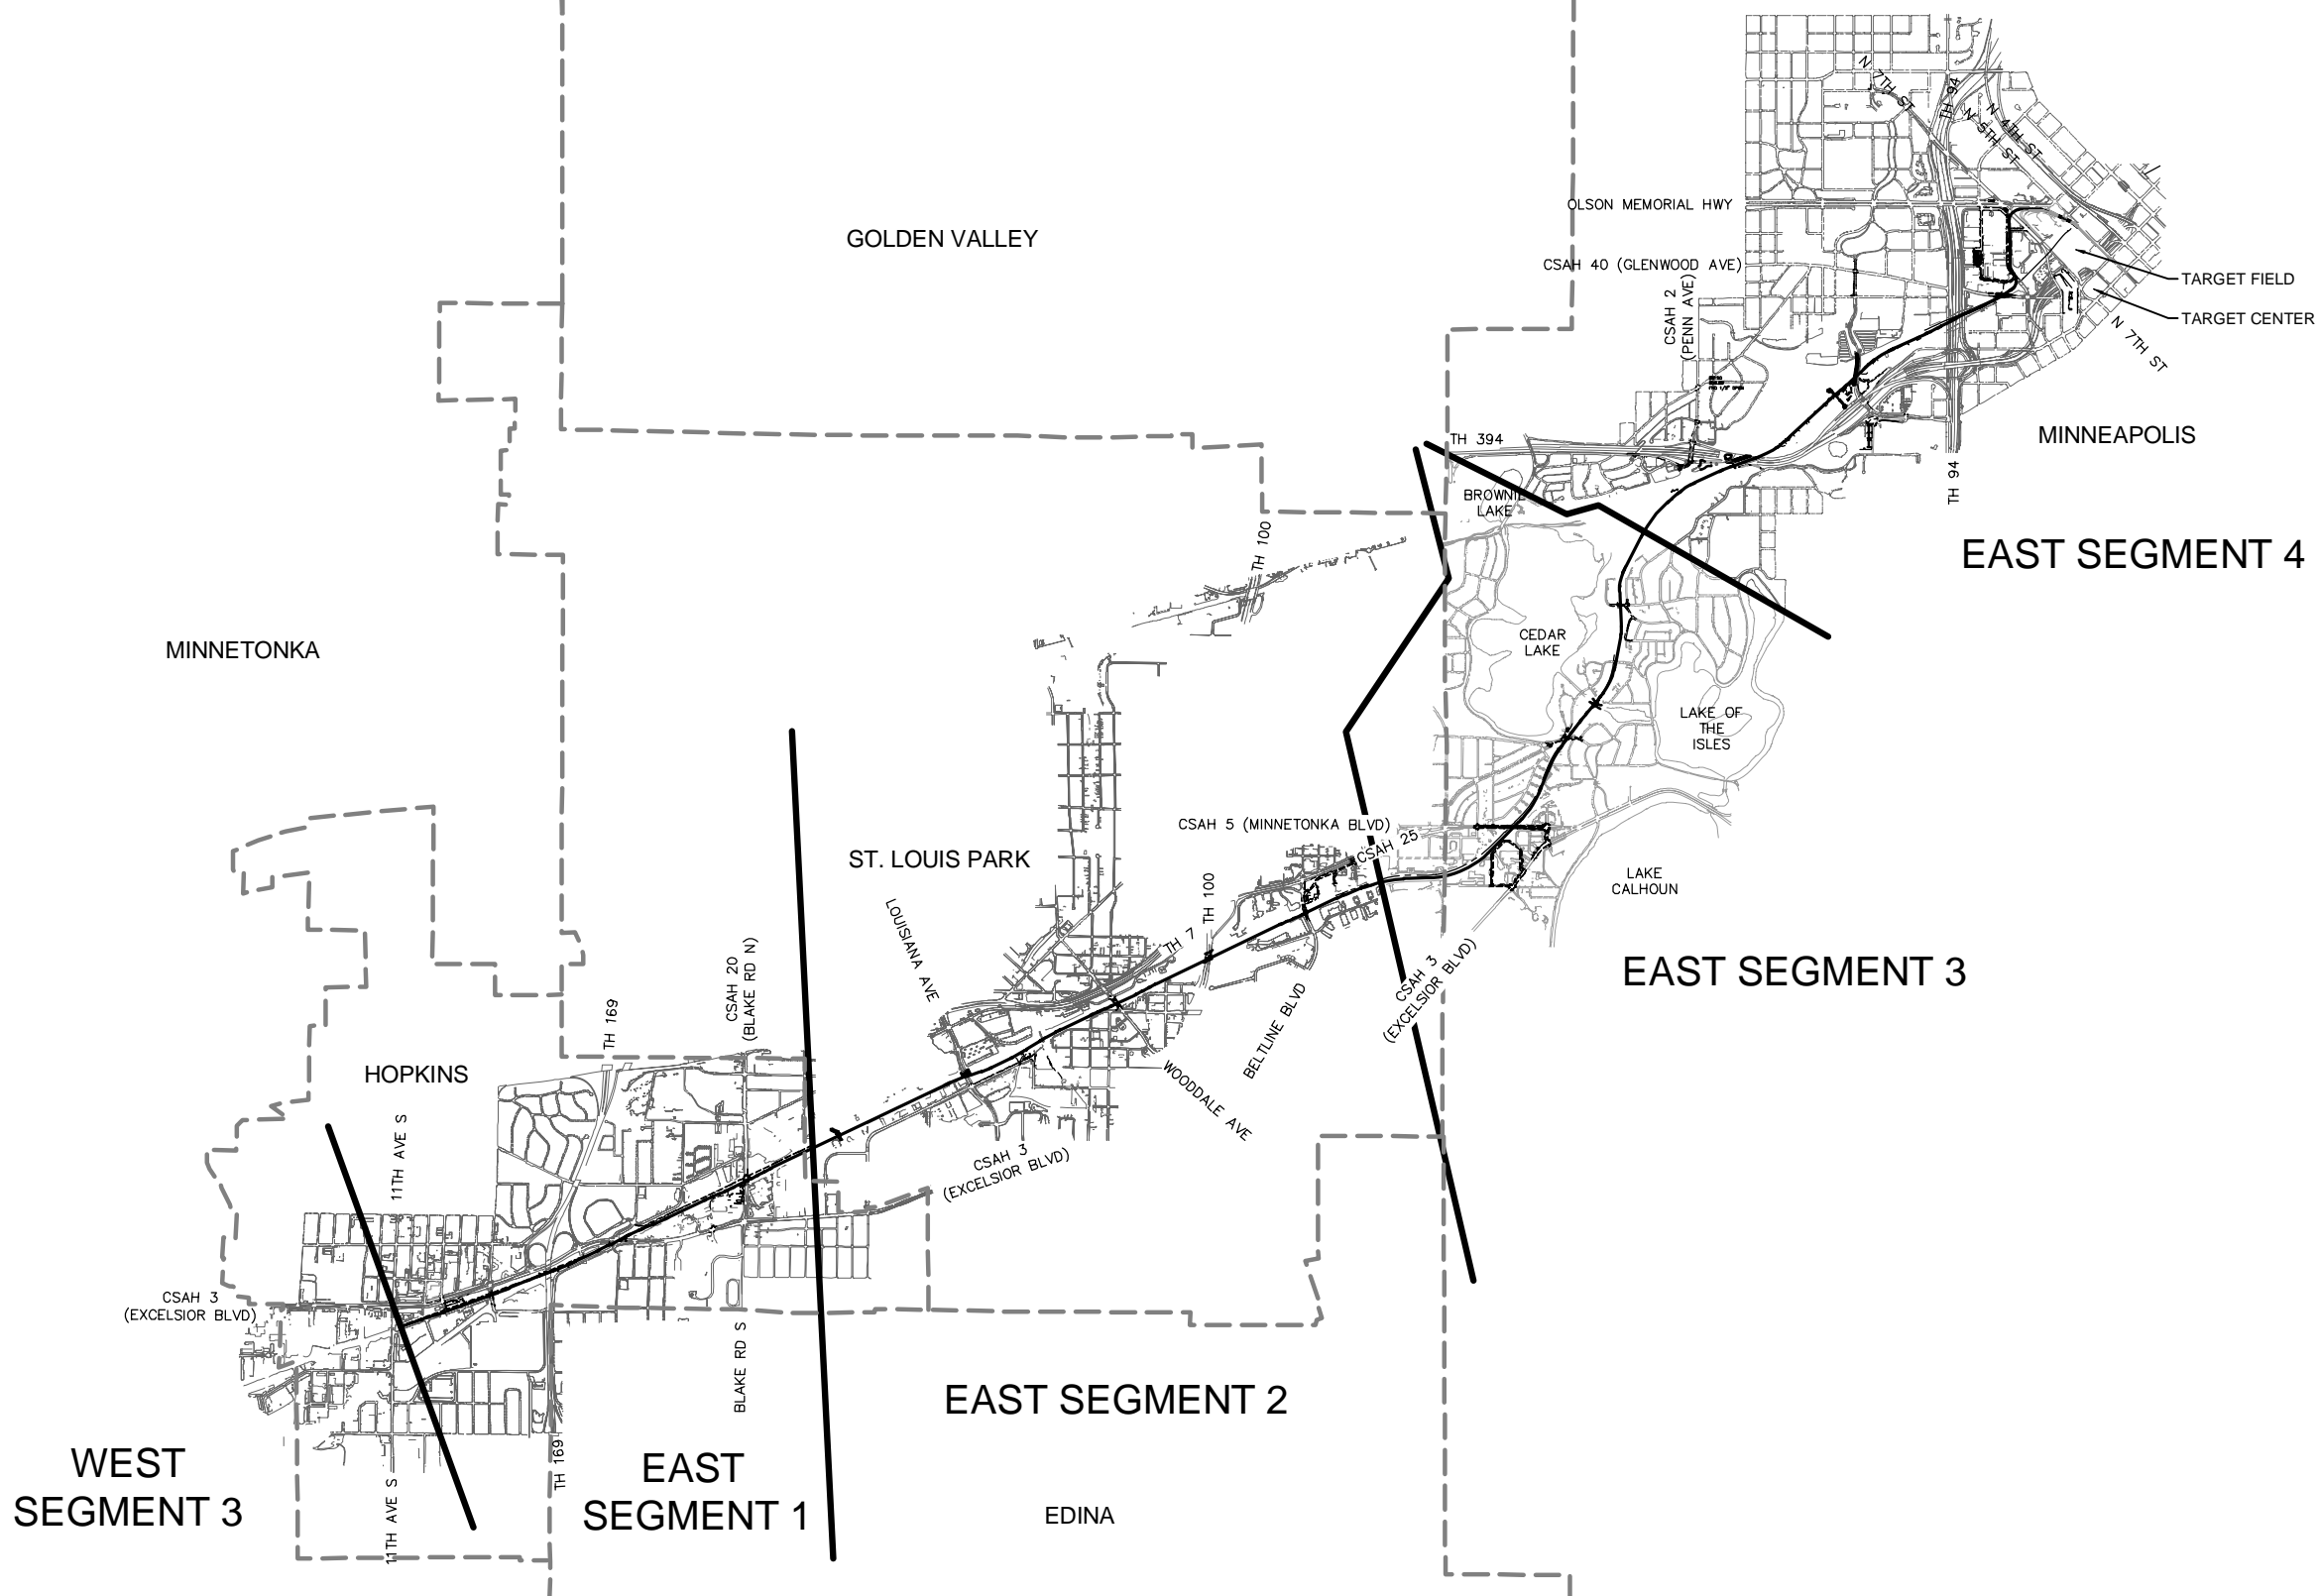 N 7TH ST
TH 94
N 4TH ST
N 5TH ST
OLSON MEMORIAL HWY
GOLDEN VALLEY
CSAH 40 (GLENWOOD AVE)
TARGET FIELD
CSAH 2
(PENN AVE)
TARGET CENTER
N 7TH ST
MINNEAPOLIS
TH 394
TH 94
BROWNIE
LAKE
TH 100
EAST SEGMENT 4
MINNETONKA
CEDAR
LAKE
LAKE OF
THE
ISLES
CSAH 5 (MINNETONKA BLVD)
CSAH 25
ST. LOUIS PARK
LAKE
CALHOUN
LOUISIANA AVE
TH 100
TH 7
CSAH 20
(BLAKE RD N)
EAST SEGMENT 3
CSAH 3
(EXCELSIOR BLVD)
TH 169
BELTLINE BLVD
HOPKINS
WOODDALE AVE
11TH AVE S
CSAH 3
(EXCELSIOR BLVD)
CSAH 3
(EXCELSIOR BLVD)
BLAKE RD S
EAST SEGMENT 2
WEST
SEGMENT 3
TH 169
EAST
SEGMENT 1
11TH AVE S
EDINA